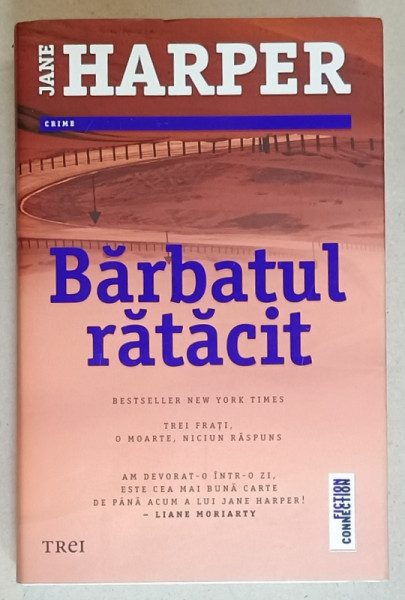 JANE
HARPER
CRIME
Bărbatul
rătăcit
BESTSELLER NEW YORK TIMES
TREI FRAȚI,
O MOARTE, NICIUN RĂSPUNS
AM DEVORAT-O ÎNTR-O ZI,
ESTE CEA MAI BUNĂ CARTE
DE PÂNĂ ACUM A LUI JANE HARPER!
– LIANE MORIARTY
TREI
FICTION
CONNECTION